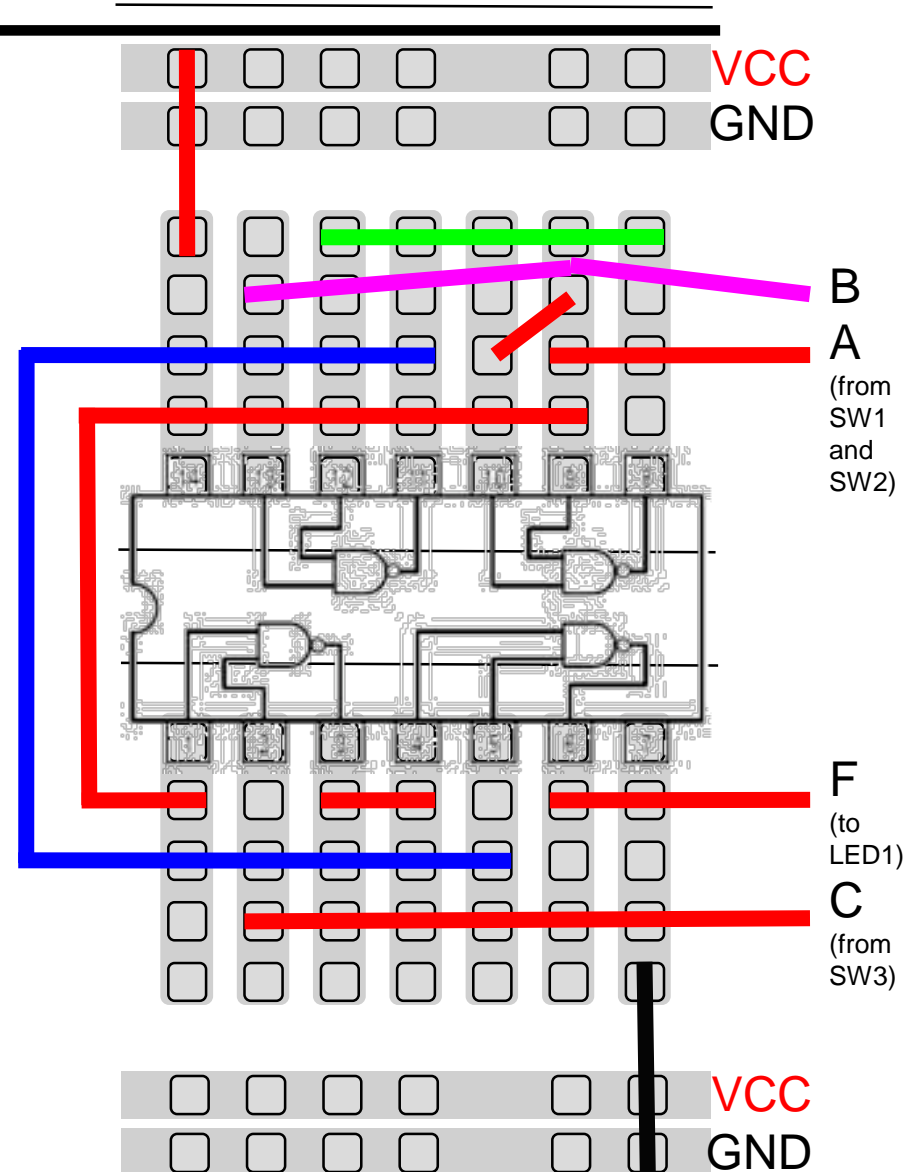 VCC
GND
B
A
(from
SW1
and
SW2)
F
(to
LED1)
C
(from
SW3)
VCC
GND